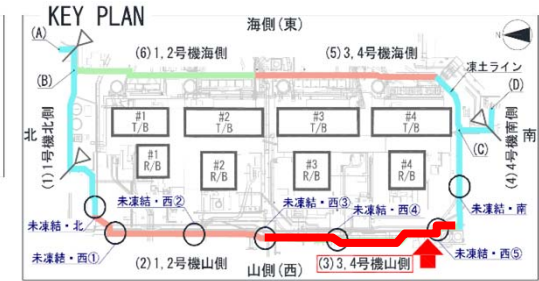 KEY PLAN
海側(東)
(A)
(6)1,2号機海側
(5)3,4号機海側
凍土ライン
(B)
(D)
#1
T/B
#2
T/B
#3
T/B
#4
T/B
北
(1)1号機北側
#1
R/B
#2
R/B
#3
R/B
#4
R/B
(C)
(4)4号機南側
南
未凍結・西②
未凍結・西③
未凍結・西④
未凍結・南
未凍結・北
未凍結・西①
未凍結・西⑤
(2)1,2号機山側
山側(西)
(3)3,4号機山側
N